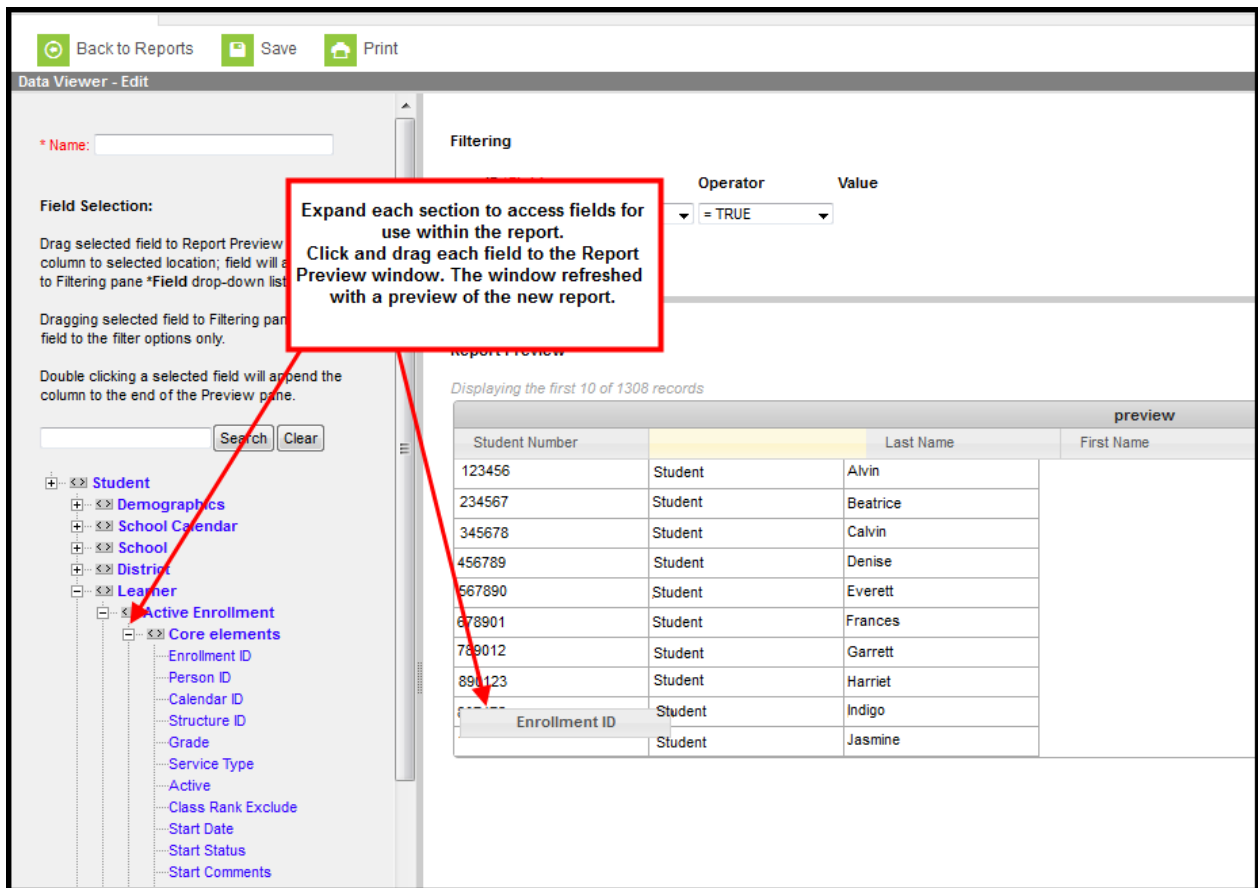 Back to Reports Save Print
Data Viewer - Edit
* Name:
Field Selection:
Drag selected field to Report Preview
column to selected location; field will a
to Filtering pane *Field drop-down list
Dragging selected field to Filtering pan
field to the filter options only.
Double clicking a selected field will append the
column to the end of the Preview pane.
Search Clear
Student
Demographics
School Calendar
School
District
Learner
Active Enrollment
Core elements
Enrollment ID
Person ID
Calendar ID
Structure ID
Grade
Service Type
Active
Class Rank Exclude
Start Date
Start Status
Start Comments
Expand each section to access fields for
use within the report.
Click and drag each field to the Report
Preview window. The window refreshed
with a preview of the new report.
Filtering
Operator Value
= TRUE
Report Preview
Displaying the first 10 of 1308 records
preview
Student Number Last Name First Name
123456 Student Alvin
234567 Student Beatrice
345678 Student Calvin
456789 Student Denise
567890 Student Everett
678901 Student Frances
789012 Student Garrett
890123 Student Harriet
Student Indigo
Enrollment ID
Student Jasmine